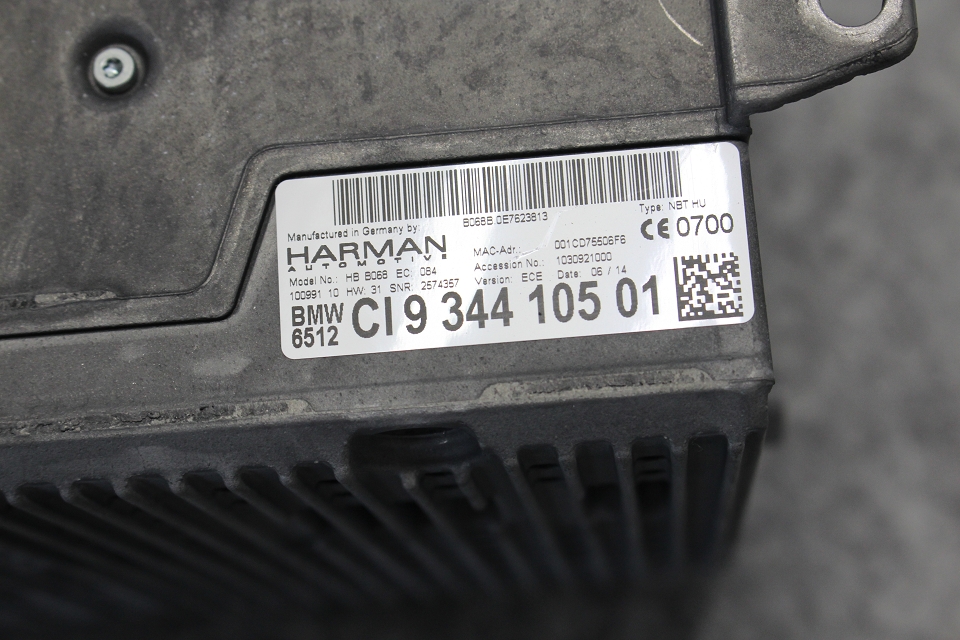 B068B.0E7623813
Type: NBT HU
Manufactured in Germany by:
HARMAN
AUTOMOTIVE
MAC-Adr.: 001CD75506F6
CE 0700
Accession No.: 1030921000
Model No.: HB B068 EC: 084
Version: ECE Date: 06 / 14
100991 10 HW: 31 SNR: 2574357
BMW
6512
CI 9 344 105 01